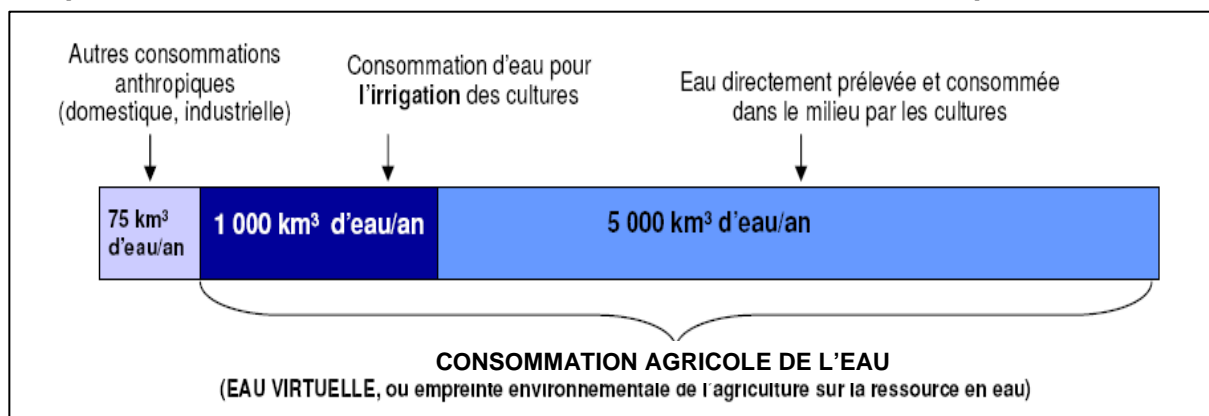 Autres consommations
anthropiques
(domestique, industrielle)
Consommation d'eau pour
l'irrigation des cultures
Eau directement prélevée et consommée
dans le milieu par les cultures
75 km³
d'eau/an
1 000 km³ d'eau/an
5 000 km³ d'eau/an
CONSOMMATION AGRICOLE DE L'EAU
(EAU VIRTUELLE, ou empreinte environnementale de l'agriculture sur la ressource en eau)